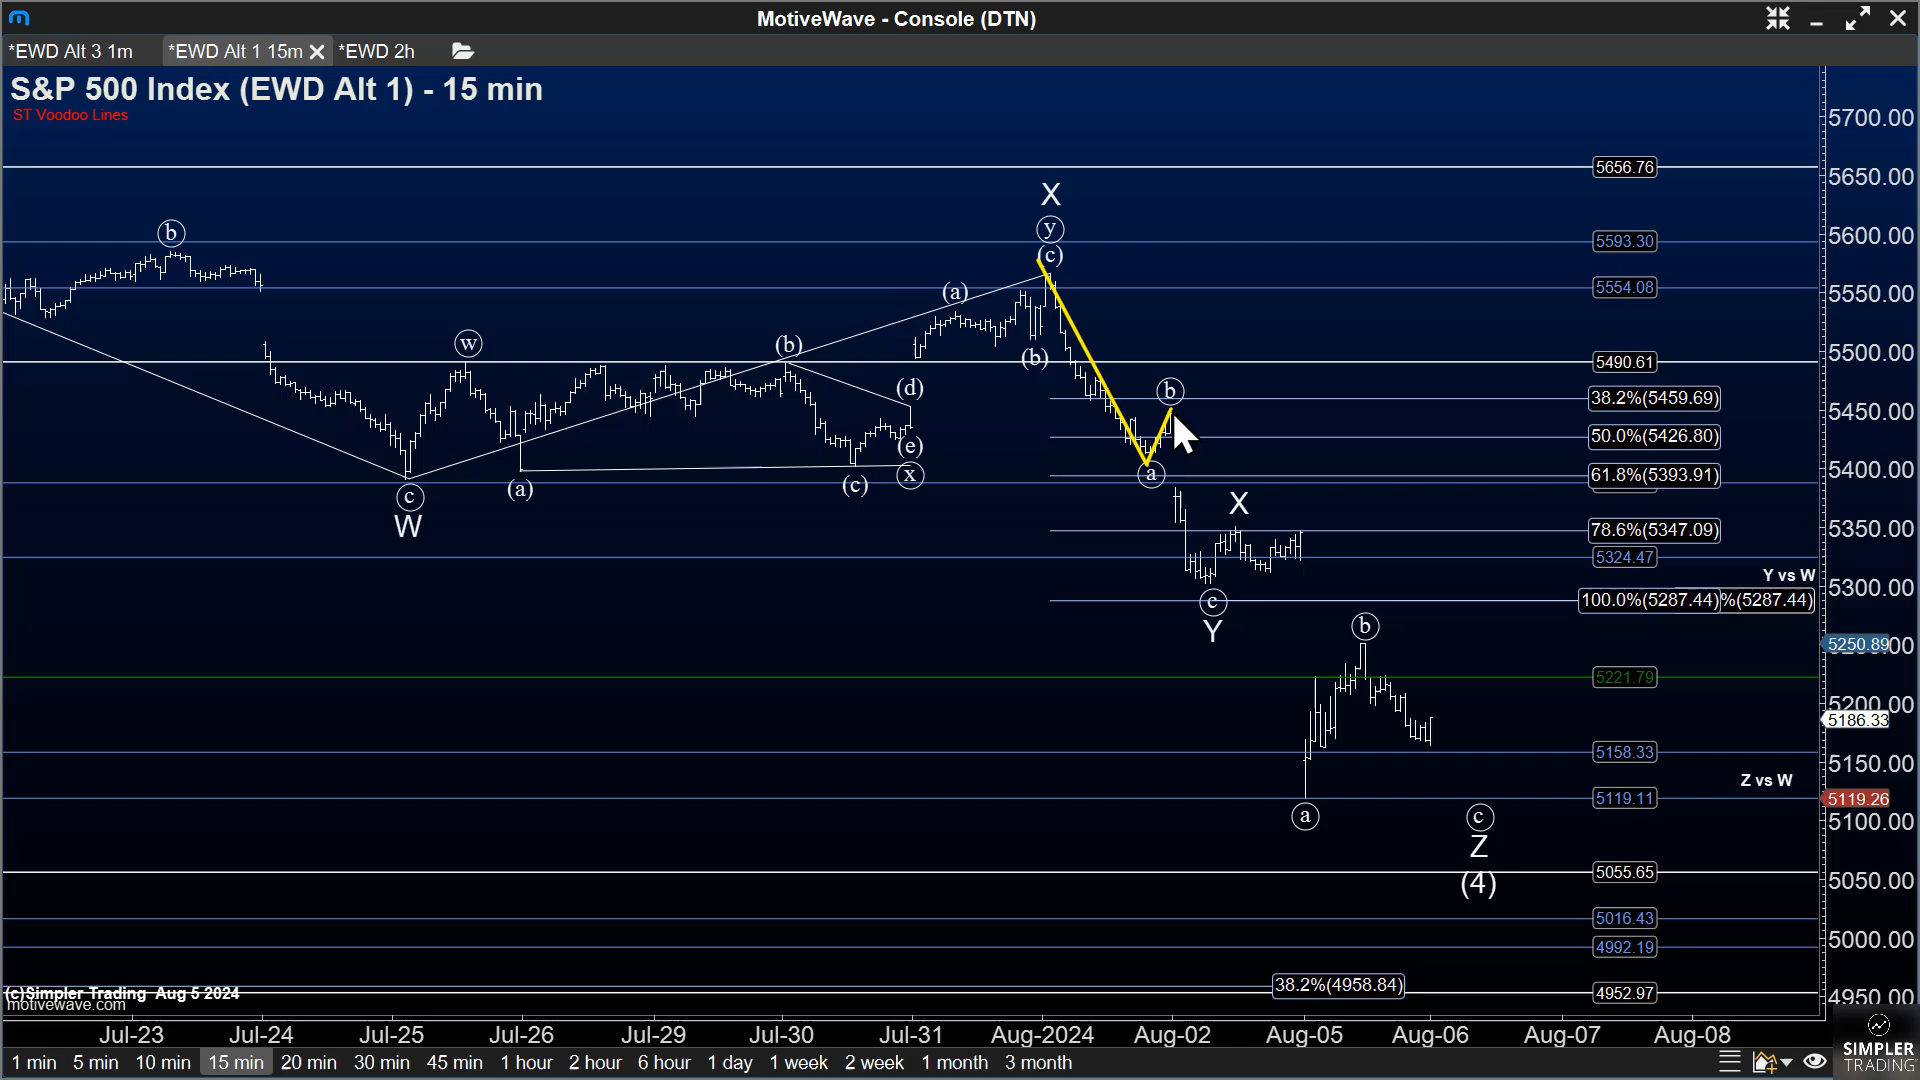 MotiveWave - Console (DTN)
*EWD Alt 3 1m
*EWD Alt 1 15m
*EWD 2h
S&P 500 Index (EWD Alt 1) - 15 min
ST Voodoo Lines
5700.00
5656.76
5650.00
X
y
(c)
b
5600.00
5593.30
5554.08
5550.00
(a)
w
(b)
(b)
5500.00
5490.61
(d)
b
38.2%(5459.69)
5450.00
50.0%(5426.80)
(e)
5400.00
61.8%(5393.91)
x
a
(a)
(c)
c
W
X
78.6%(5347.09)
5350.00
5324.47
Y vs W
5300.00
100.0%(5287.44)
%(5287.44)
c
Y
b
5250.89
5221.79
5200.00
5186.33
5158.33
5150.00
Z vs W
5119.11
5119.26
5100.00
a
c
Z
(4)
5055.65
5050.00
5016.43
5000.00
4992.19
38.2%(4958.84)
4952.97
4950.00
(c)Simpler Trading Aug 5 2024
motivewave.com
Jul-23 Jul-24 Jul-25 Jul-26 Jul-29 Jul-30 Jul-31 Aug-2024 Aug-02 Aug-05 Aug-06 Aug-07 Aug-08
1 min 5 min 10 min 15 min 20 min 30 min 45 min 1 hour 2 hour 6 hour 1 day 1 week 2 week 1 month 3 month
SIMPLER
TRADING